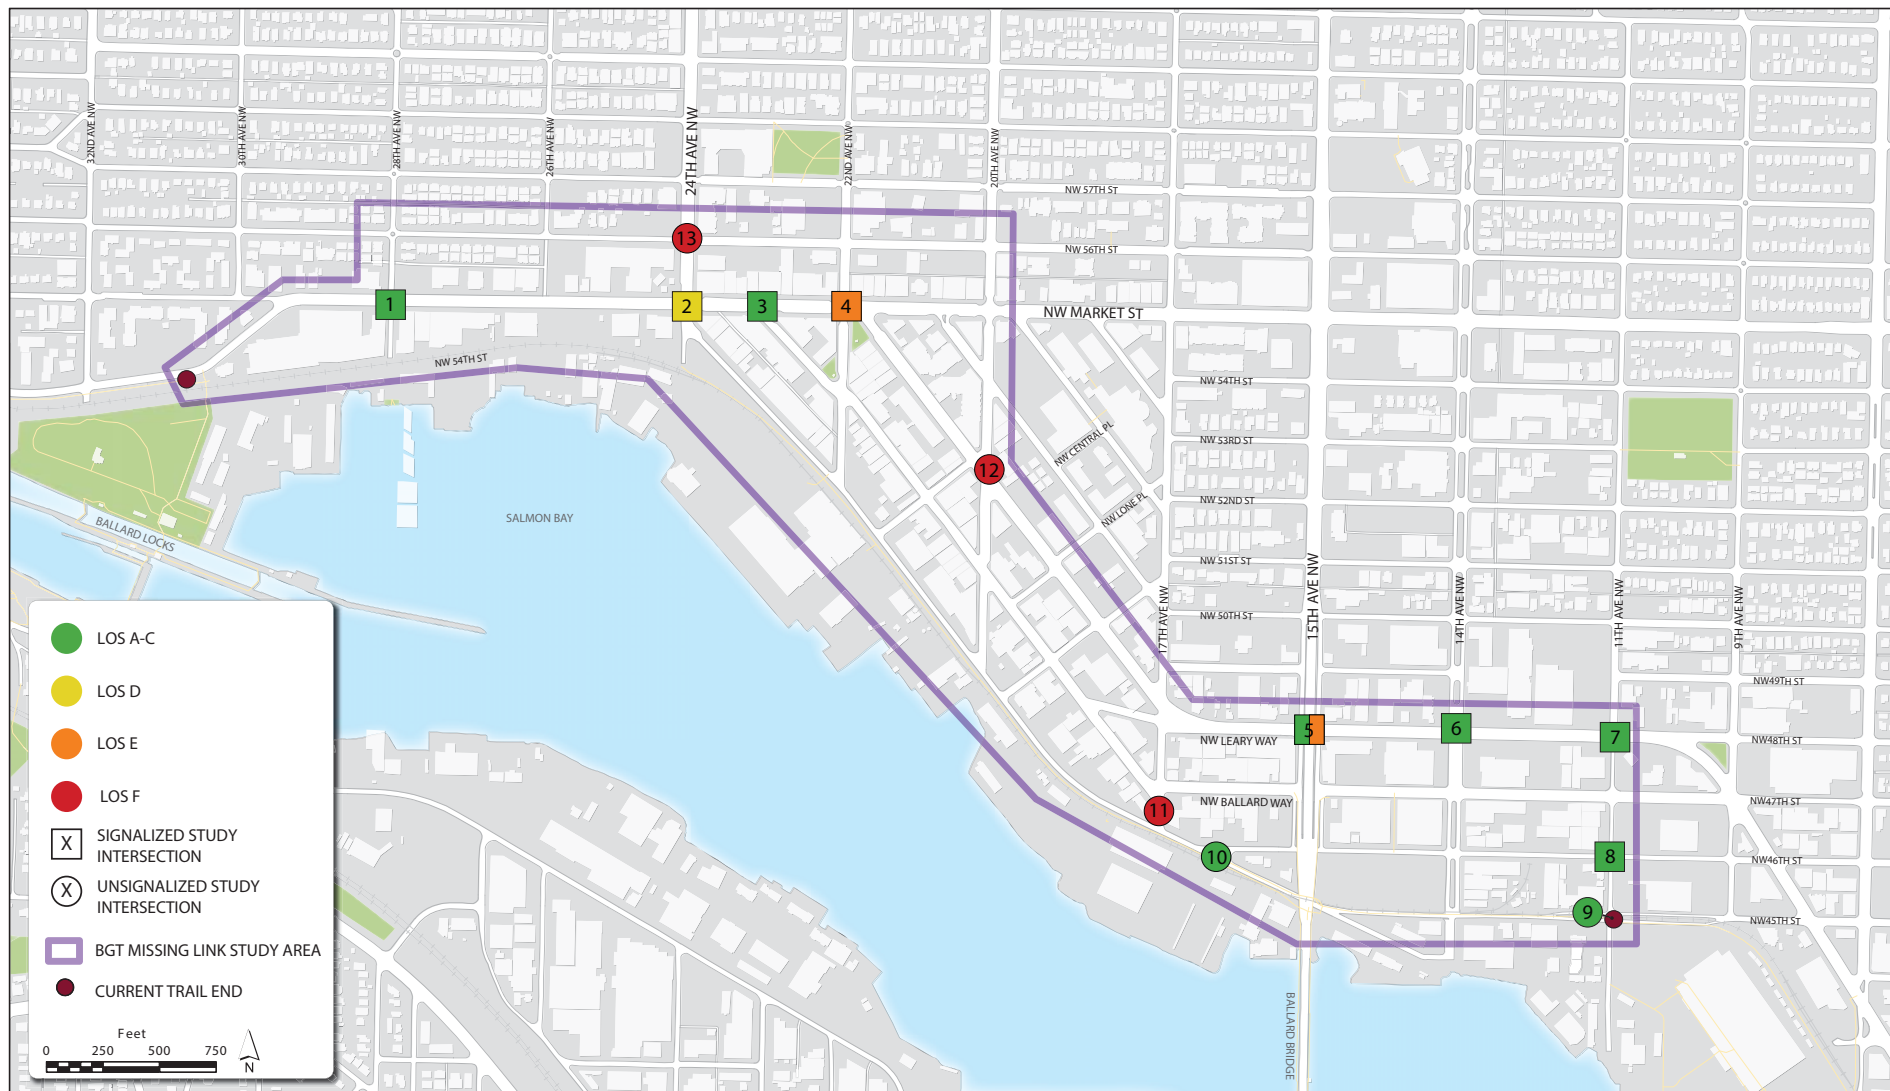 32ND AVE NW
30TH AVE NW
28TH AVE NW
26TH AVE NW
24TH AVE NW
22ND AVE NW
20TH AVE NW
NW 57TH ST
13
NW 56TH ST
1
2
3
4
NW MARKET ST
NW 54TH ST
NW 54TH ST
NW CENTRAL PL
NW 53RD ST
12
NW LONE PL
NW 52ND ST
SALMON BAY
BALLARD LOCKS
NW 51ST ST
15TH AVE NW
17TH AVE NW
NW 50TH ST
14TH AVE NW
11TH AVE NW
9TH AVE NW
NW49TH ST
5
6
7
NW LEARY WAY
NW48TH ST
11
NW BALLARD WAY
NW47TH ST
10
8
NW46TH ST
9
NW45TH ST
BALLARD BRIDGE
LOS A-C
LOS D
LOS E
LOS F
X
SIGNALIZED STUDY
INTERSECTION
X
UNSIGNALIZED STUDY
INTERSECTION
BGT MISSING LINK STUDY AREA
CURRENT TRAIL END
Feet
0 250 500 750
N